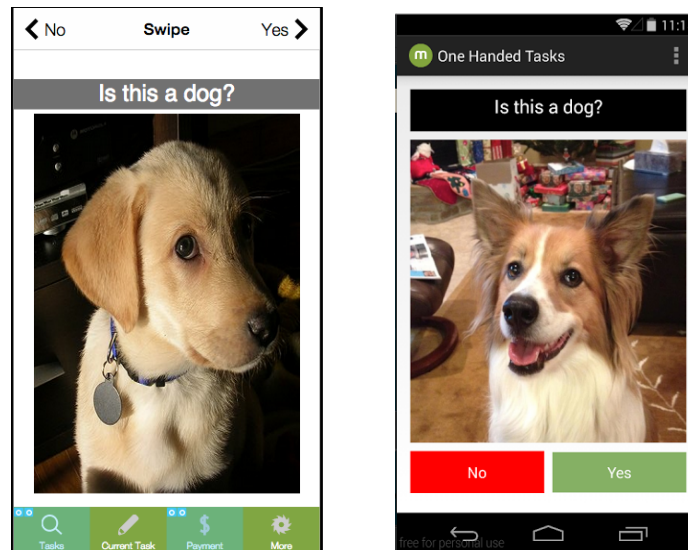 No
Swipe
Yes
Is this a dog?
Tasks
Current Task
Payment
More
11:1
m
One Handed Tasks
Is this a dog?
No
Yes
free for personal use